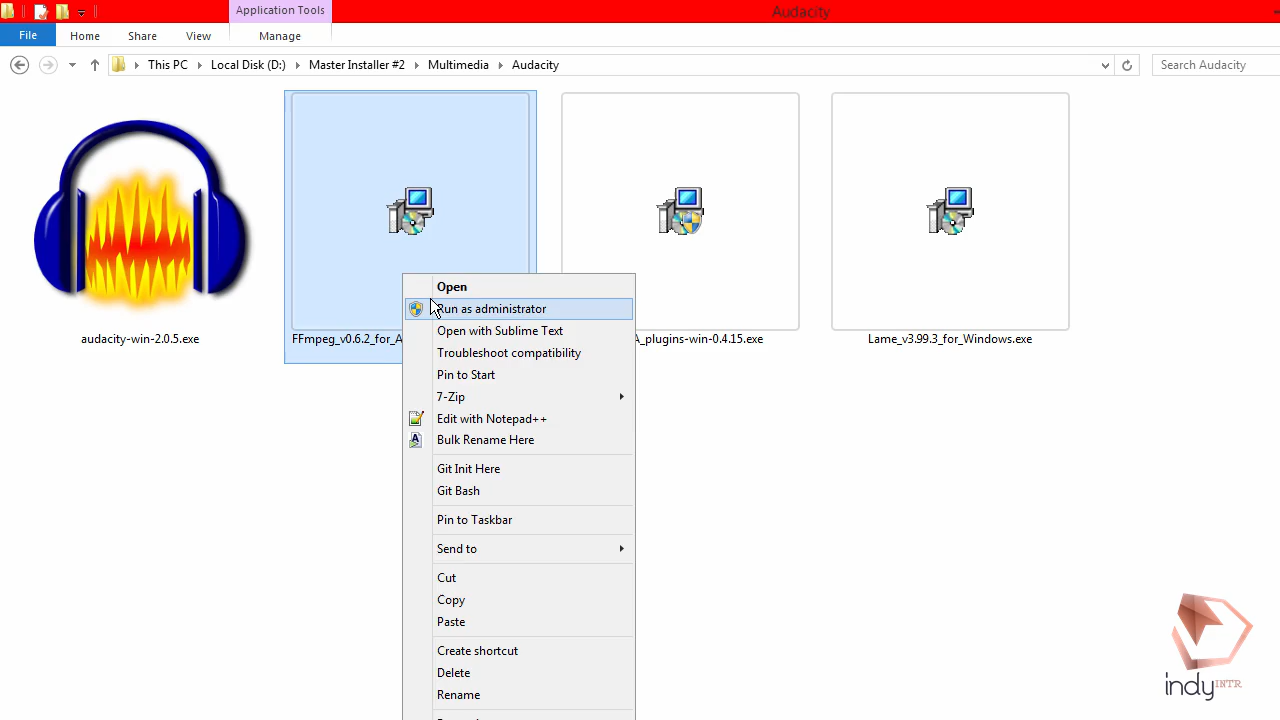 Application Tools
Audacity
File
Home
Share
View
Manage
This PC
Local Disk (D:)
Master Installer #2
Multimedia
Audacity
Search Audacity
audacity-win-2.0.5.exe
FFmpeg_v0.6.2_for_A
A_plugins-win-0.4.15.exe
Lame_v3.99.3_for_Windows.exe
Open
Run as administrator
Open with Sublime Text
Troubleshoot compatibility
Pin to Start
7-Zip
Edit with Notepad++
Bulk Rename Here
Git Init Here
Git Bash
Pin to Taskbar
Send to
Cut
Copy
Paste
Create shortcut
Delete
Rename
indy INTR